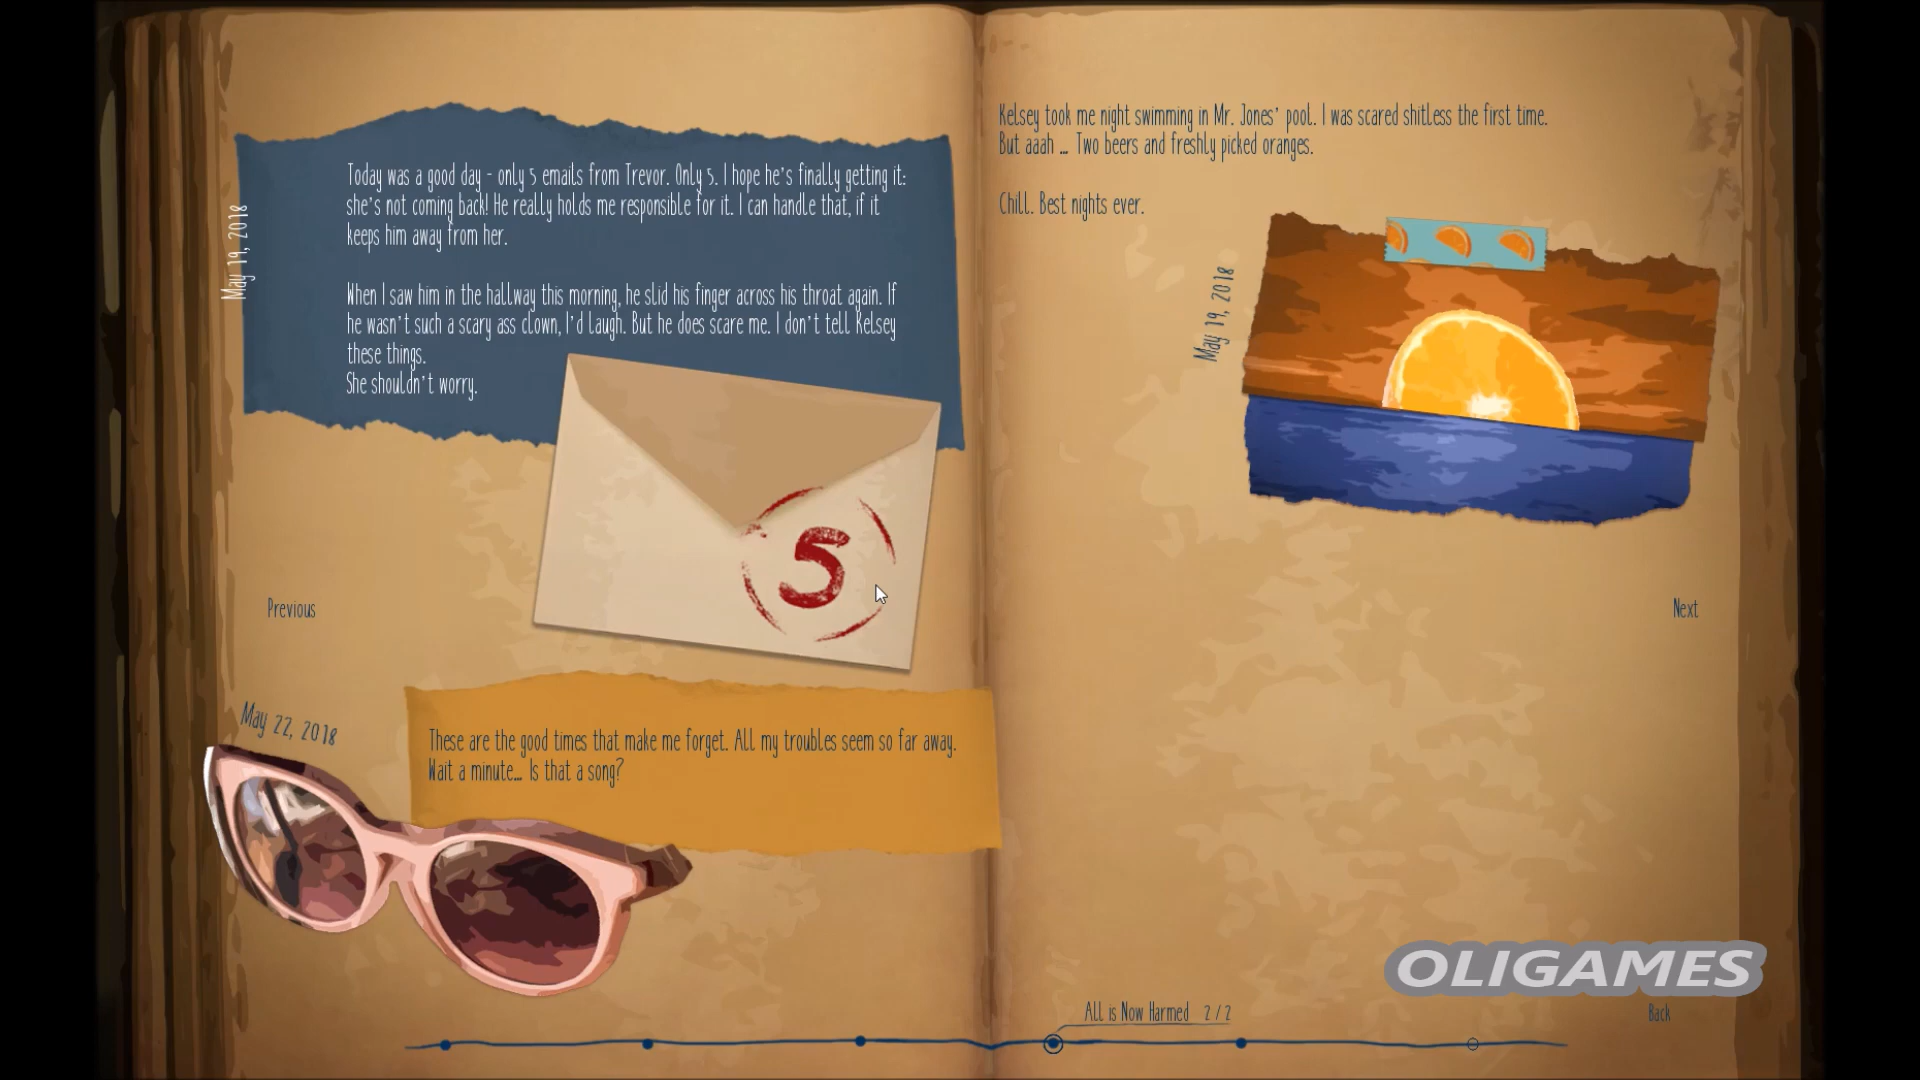 May 19, 2018
Today was a good day - only 5 emails from Trevor. Only 5. I hope he's finally getting it:
she's not coming back! He really holds me responsible for it. I can handle that, if it
keeps him away from her.
When I saw him in the hallway this morning, he slid his finger across his throat again. If
he wasn't such a scary ass clown, I'd laugh. But he does scare me. I don't tell Kelsey
these things.
She shouldn't worry.
5
Previous
May 22, 2018
These are the good times that make me forget. All my troubles seem so far away.
Wait a minute... Is that a song?
Kelsey took me night swimming in Mr. Jones' pool. I was scared shitless the first time.
But aaah ... Two beers and freshly picked oranges.
Chill. Best nights ever.
May 19, 2018
Next
OLIGAMES
ALL is Now Harmed 2 / 2
Back